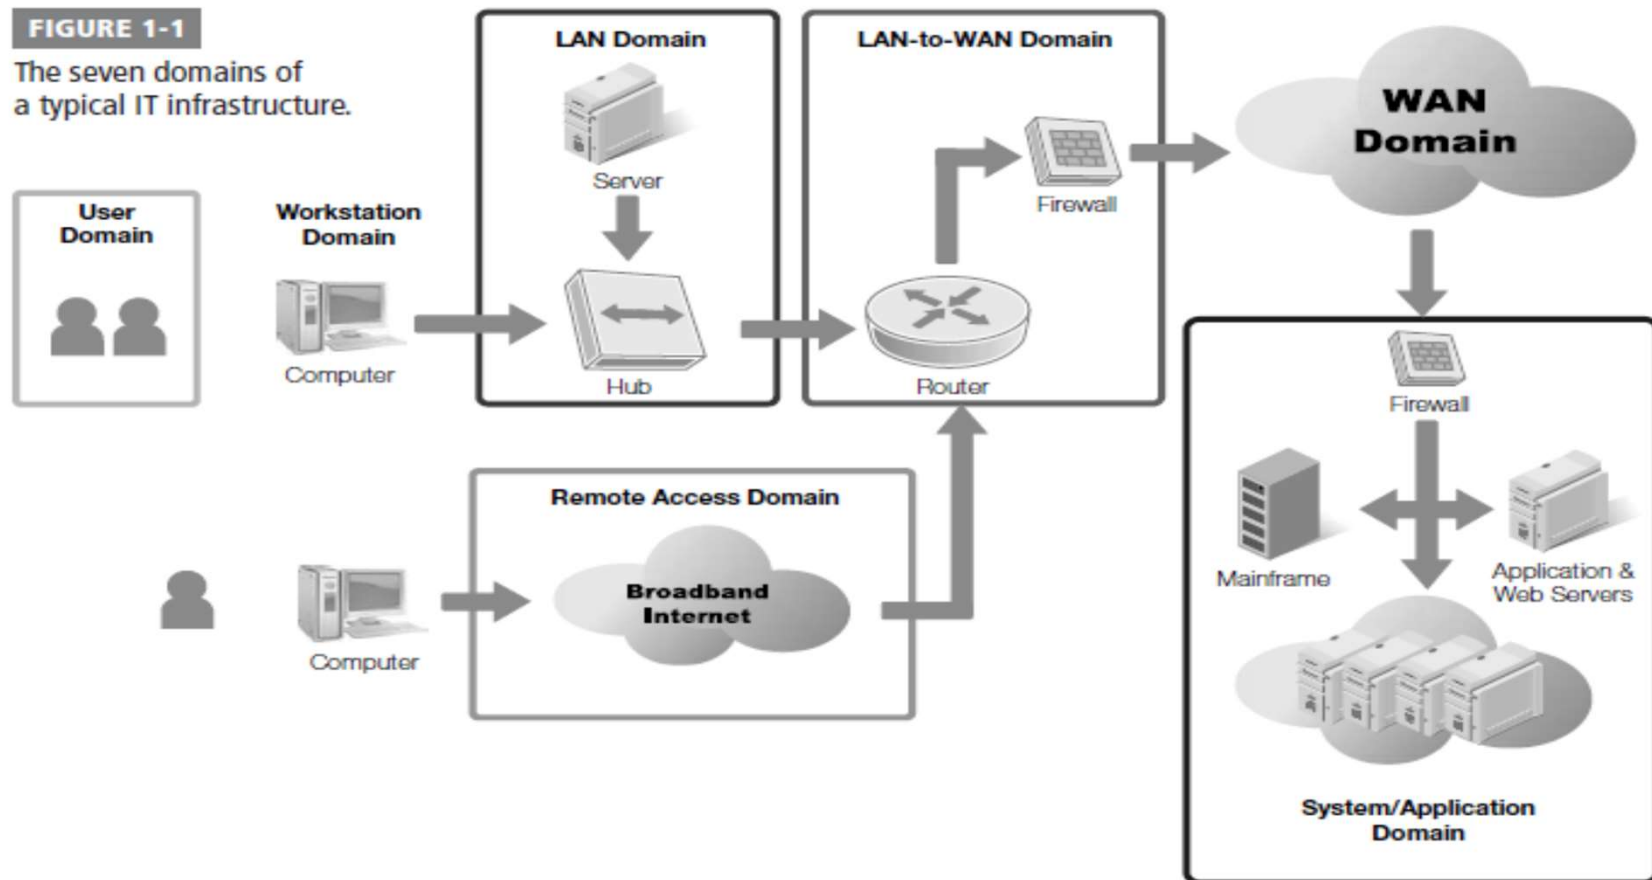 FIGURE 1-1
The seven domains of
a typical IT infrastructure.
User
Domain
Workstation
Domain
Computer
LAN Domain
Server
Hub
LAN-to-WAN Domain
Firewall
Router
WAN
Domain
Remote Access Domain
Broadband
Internet
Computer
Firewall
Mainframe
Application &
Web Servers
System/Application
Domain